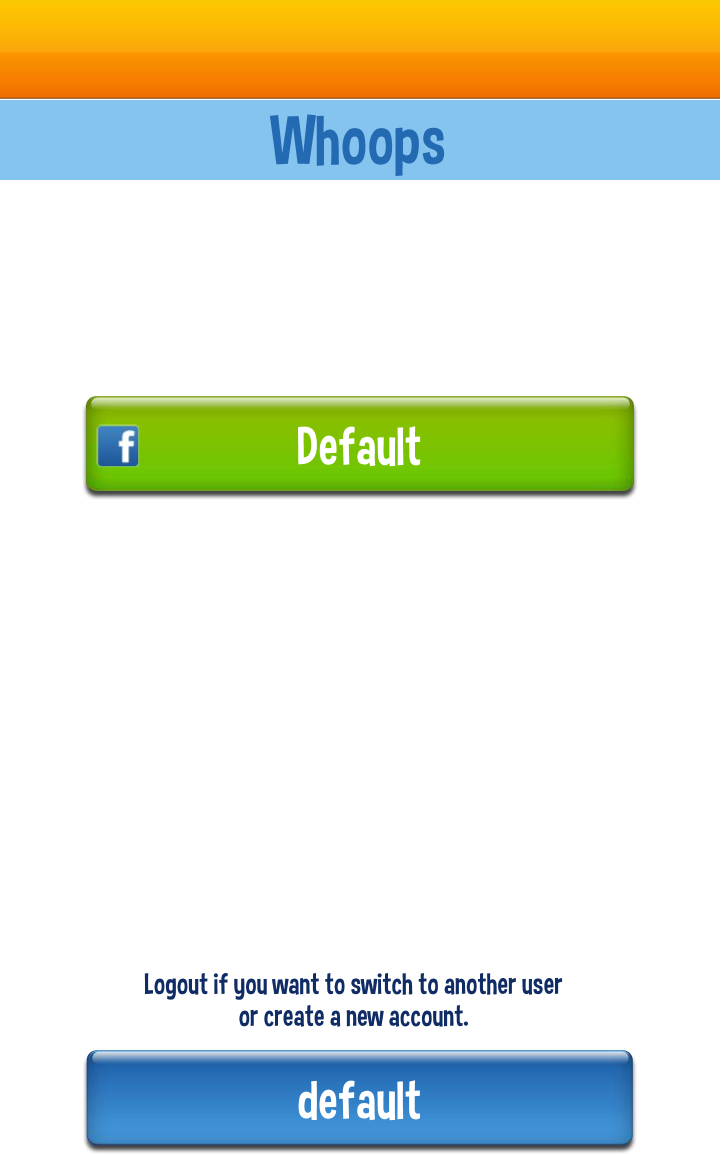 Whoops
f Default
Logout if you want to switch to another user
or create a new account.
default